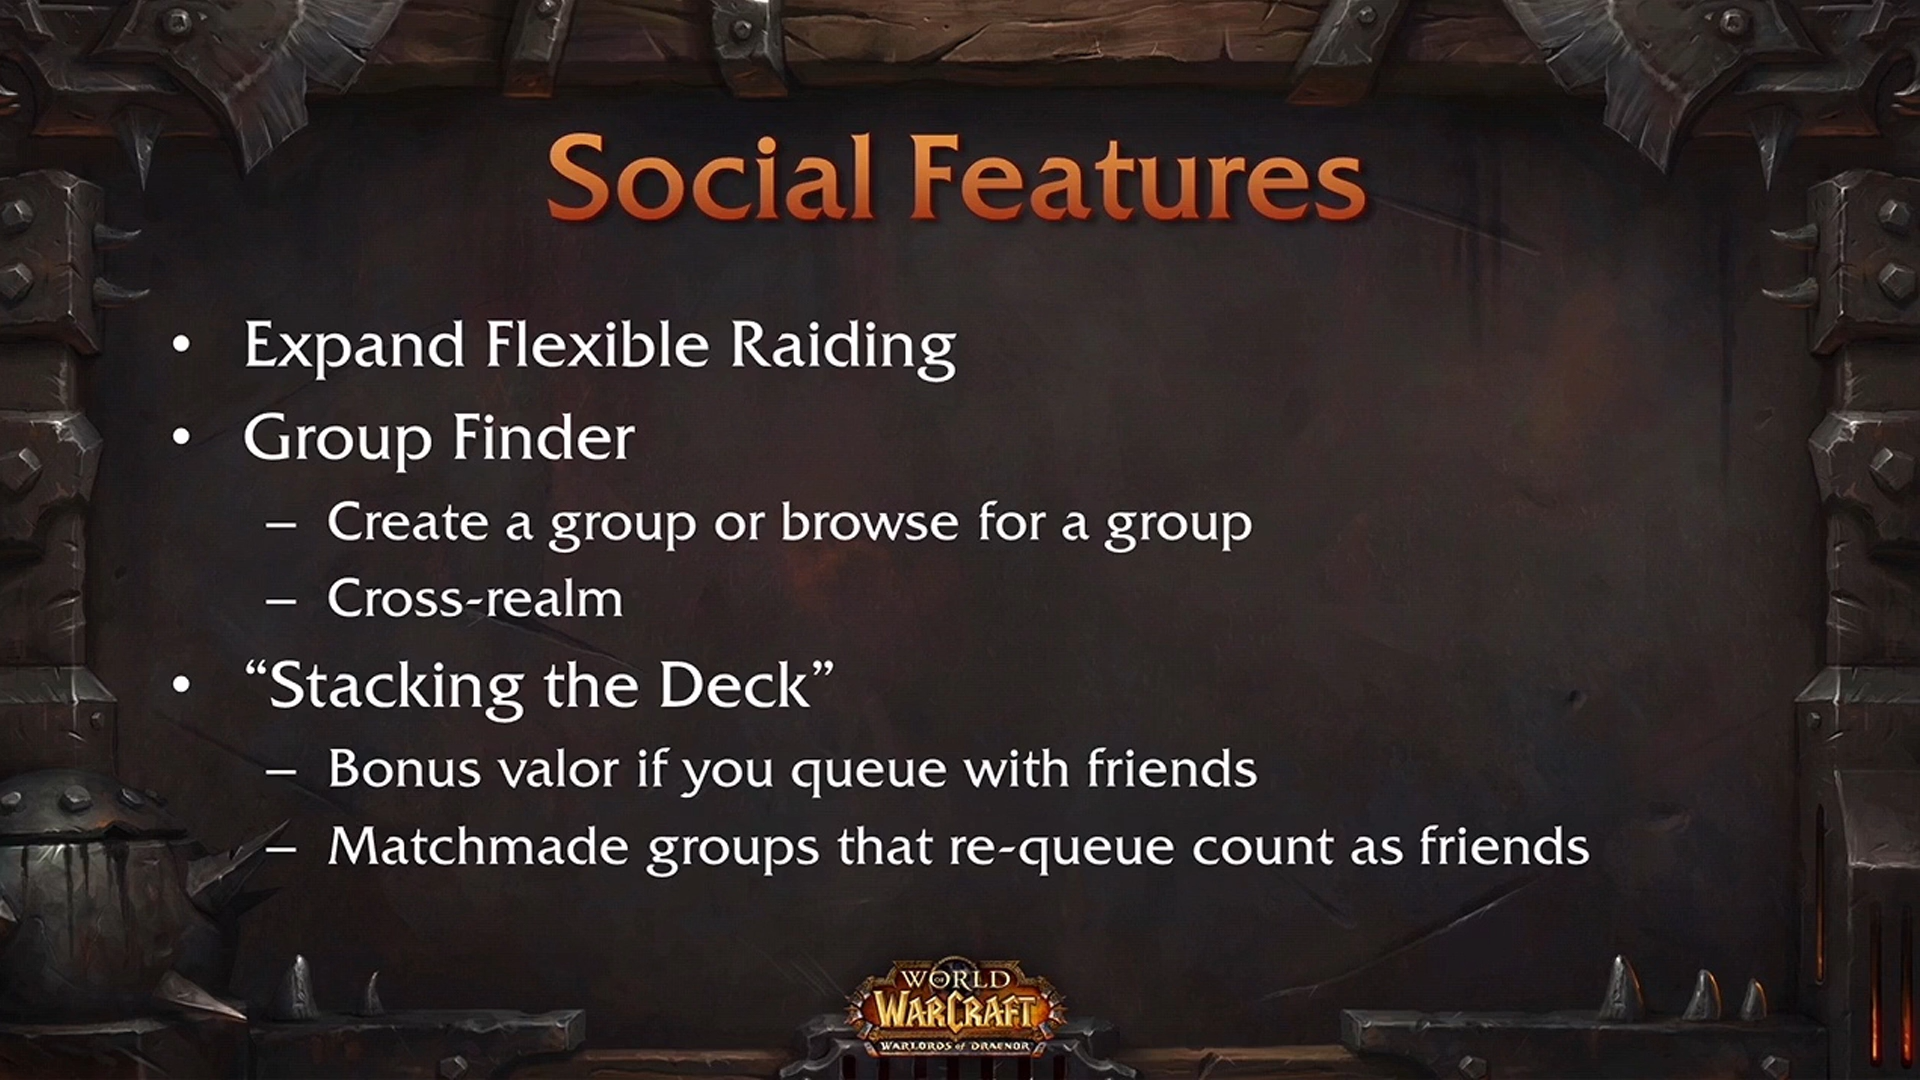 Social Features
• Expand Flexible Raiding
• Group Finder
– Create a group or browse for a group
– Cross-realm
• “Stacking the Deck”
– Bonus valor if you queue with friends
– Matchmade groups that re-queue count as friends
WORLD OF
WARCRAFT
WARLORDS OF DRAENOR